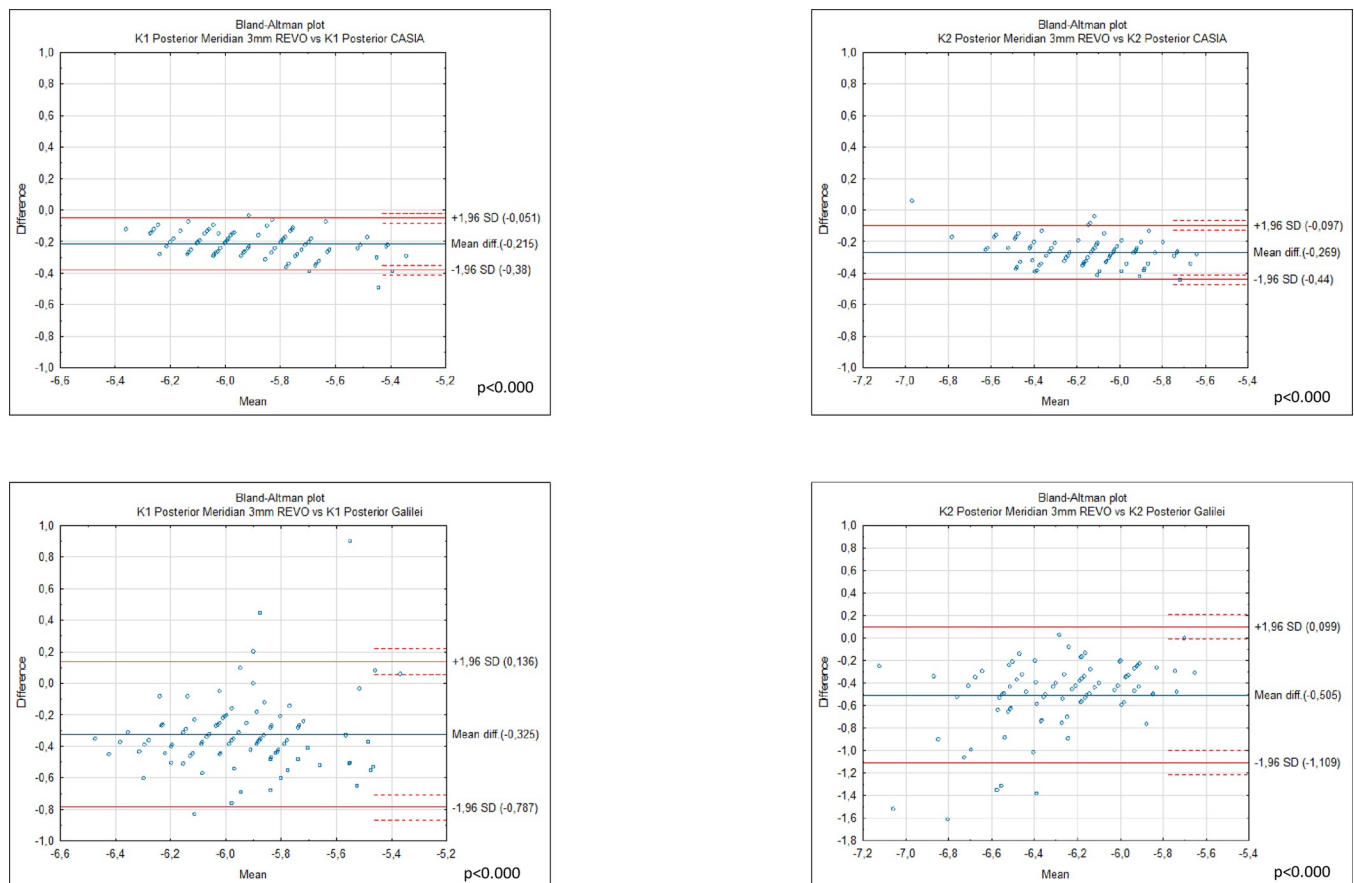 Bland-Altman plot
K1 Posterior Meridian 3mm REVO vs K1 Posterior CASIA
1,0
0,8
0,6
0,4
0,2
0,0
-0,2
-0,4
-0,6
-0,8
-1,0
Difference
+1,96 SD (-0,051)
Mean diff.(-0,215)
-1,96 SD (-0,38)
-6,6 -6,4 -6,2 -6,0 -5,8 -5,6 -5,4 -5,2
Mean
p<0.000
Bland-Altman plot
K2 Posterior Meridian 3mm REVO vs K2 Posterior CASIA
1,0
0,8
0,6
0,4
0,2
0,0
-0,2
-0,4
-0,6
-0,8
-1,0
Difference
+1,96 SD (-0,097)
Mean diff.(-0,269)
-1,96 SD (-0,44)
-7,2 -7,0 -6,8 -6,6 -6,4 -6,2 -6,0 -5,8 -5,6 -5,4
Mean
p<0.000
Bland-Altman plot
K1 Posterior Meridian 3mm REVO vs K1 Posterior Galilei
1,0
0,8
0,6
0,4
0,2
0,0
-0,2
-0,4
-0,6
-0,8
-1,0
Difference
+1,96 SD (0,136)
Mean diff.(-0,325)
-1,96 SD (-0,787)
-6,6 -6,4 -6,2 -6,0 -5,8 -5,6 -5,4 -5,2
Mean
p<0.000
Bland-Altman plot
K2 Posterior Meridian 3mm REVO vs K2 Posterior Galilei
1,0
0,8
0,6
0,4
0,2
0,0
-0,2
-0,4
-0,6
-0,8
-1,0
-1,2
-1,4
-1,6
-1,8
Difference
+1,96 SD (0,099)
Mean diff.(-0,505)
-1,96 SD (-1,109)
-7,2 -7,0 -6,8 -6,6 -6,4 -6,2 -6,0 -5,8 -5,6 -5,4
Mean
p<0.000